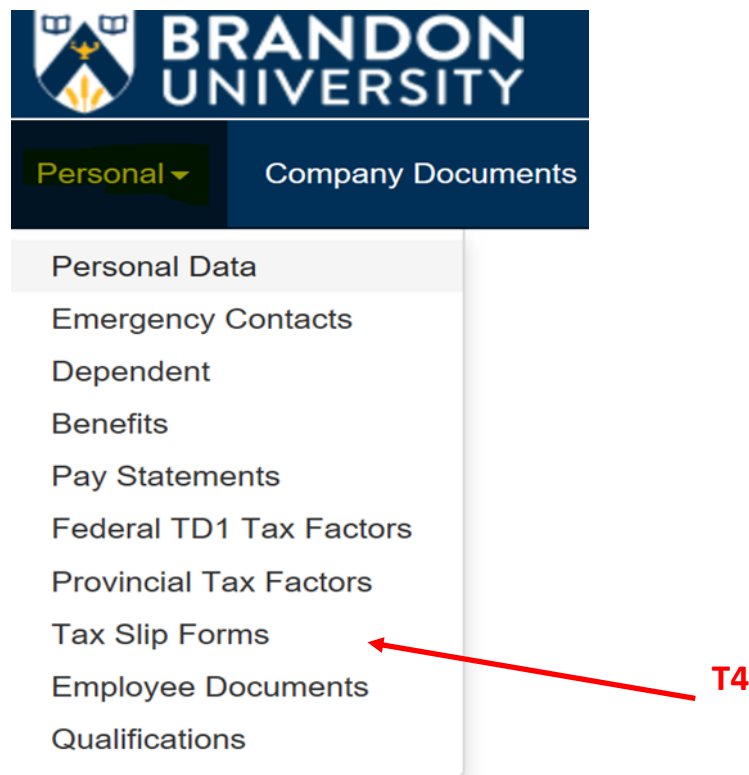 BRANDON
UNIVERSITY
Personal
Company Documents
Personal Data
Emergency Contacts
Dependent
Benefits
Pay Statements
Federal TD1 Tax Factors
Provincial Tax Factors
Tax Slip Forms
T4
Employee Documents
Qualifications